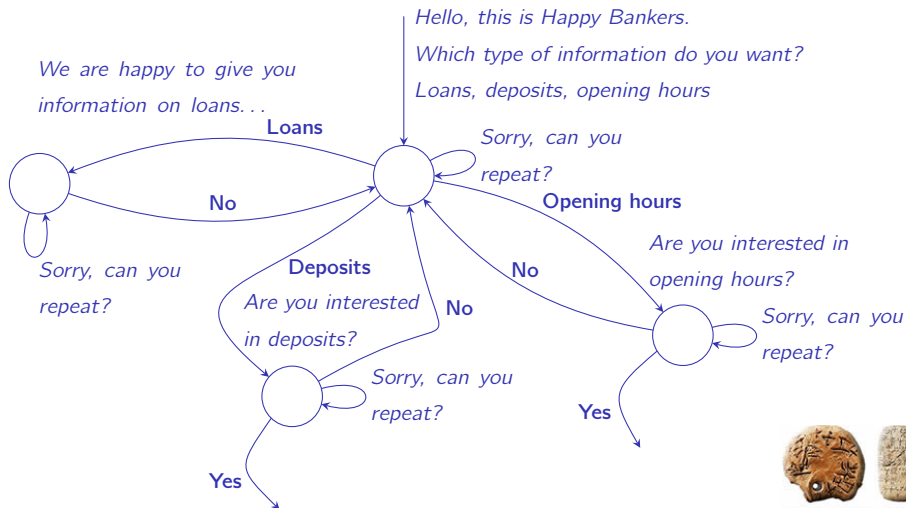 Hello, this is Happy Bankers.
Which type of information do you want?
Loans, deposits, opening hours
We are happy to give you
information on loans...
Loans
Sorry, can you
repeat?
No
Opening hours
Sorry, can you
repeat?
Deposits
No
Are you interested in
opening hours?
Are you interested
in deposits?
No
Sorry, can you
repeat?
Sorry, can you
repeat?
Yes
Yes